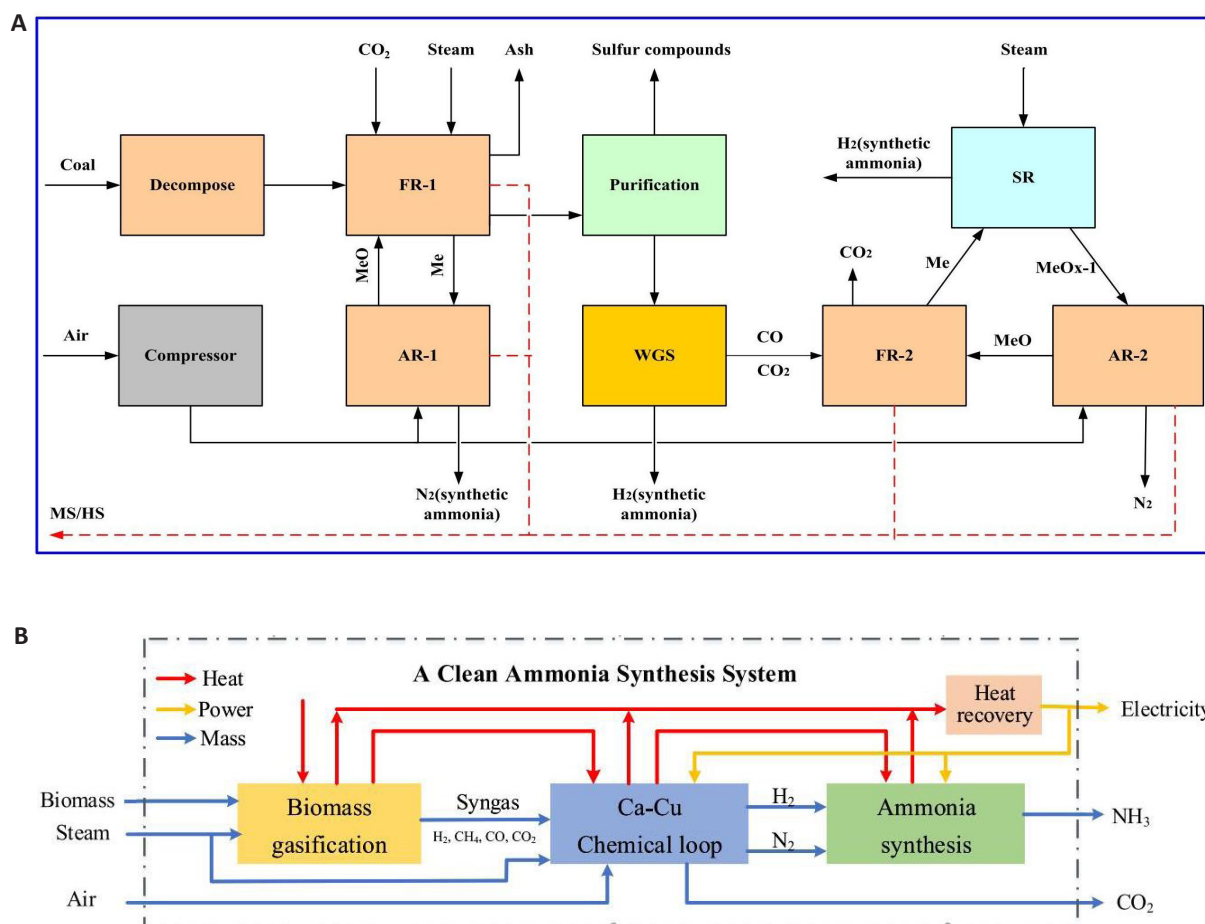 A
CO₂
Steam
Ash
Sulfur compounds
Steam
Coal
Decompose
FR-1
Purification
H₂(synthetic
ammonia)
SR
MeO
Me
CO₂
Me
MeOx-1
Air
Compressor
AR-1
WGS
CO
CO₂
FR-2
MeO
AR-2
N₂(synthetic
ammonia)
H₂(synthetic
ammonia)
N₂
MS/HS
B
A Clean Ammonia Synthesis System
Heat
Power
Mass
Heat
recovery
Electricity
Biomass
Steam
Biomass
gasification
Syngas
H₂, CH₄, CO, CO₂
Ca-Cu
Chemical loop
H₂
N₂
Ammonia
synthesis
NH₃
Air
CO₂